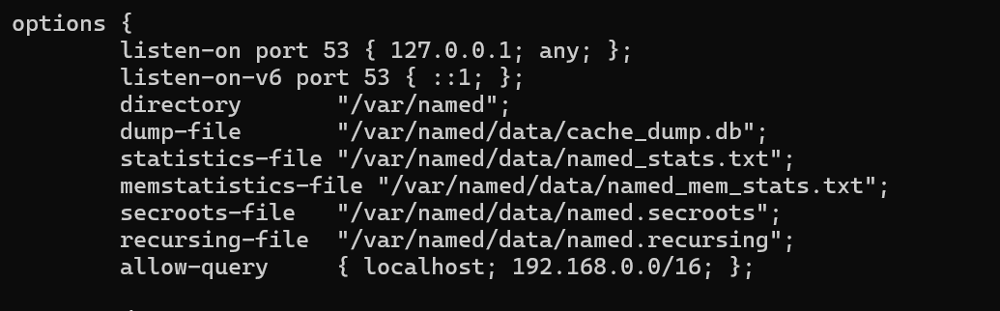 options {
        listen-on port 53 { 127.0.0.1; any; };
        listen-on-v6 port 53 { ::1; };
        directory       "/var/named";
        dump-file       "/var/named/data/cache_dump.db";
        statistics-file "/var/named/data/named_stats.txt";
        memstatistics-file "/var/named/data/named_mem_stats.txt";
        secroots-file   "/var/named/data/named.secroots";
        recursing-file  "/var/named/data/named.recursing";
        allow-query     { localhost; 192.168.0.0/16; };